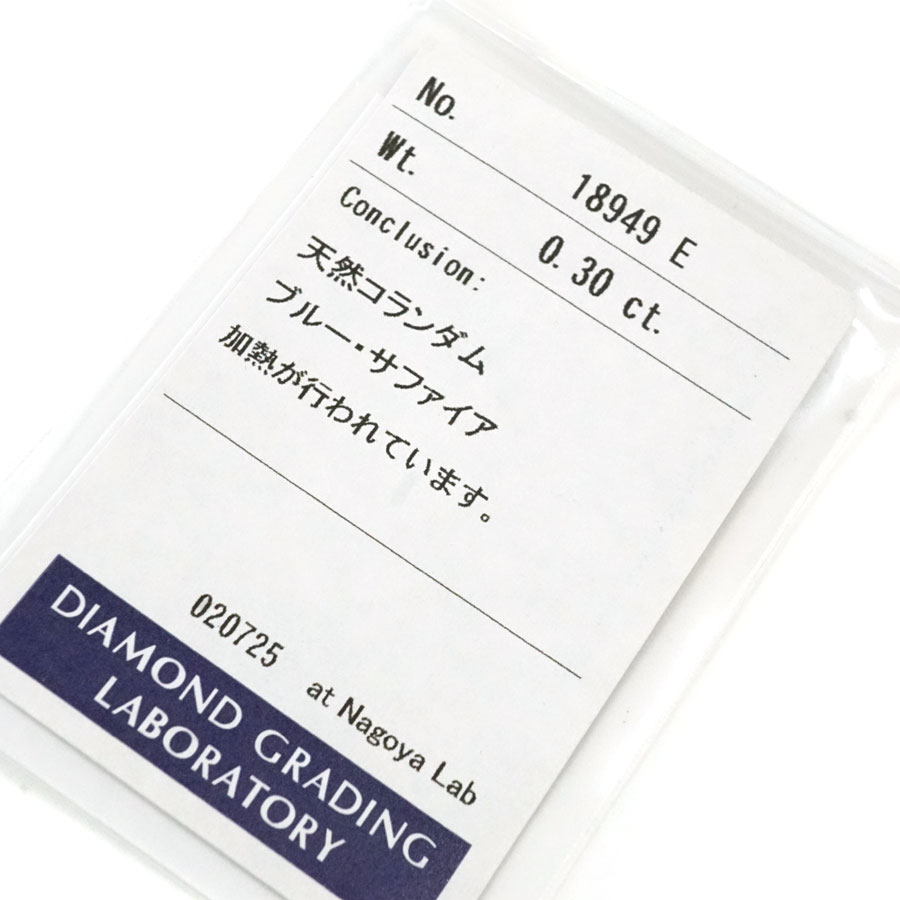 No. 18949 E
Wt. 0.30 ct.
Conclusion:
天然コランダム
ブルー・サファイア
加熱が行われています。
020725 at Nagoya Lab
DIAMOND GRADING
LABORATORY